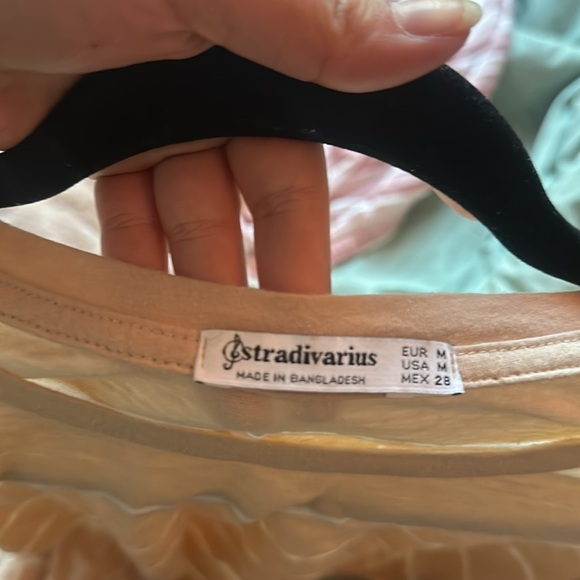 stradivarius
MADE IN BANGLADESH
EUR M
USA M
MEX 28